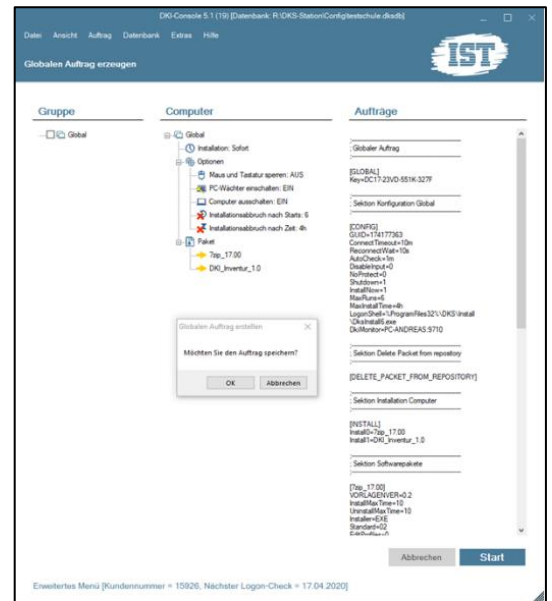 DKI-Console 5.1 (19) [Datenbank: R:\DKS-Station\Config\testschule.dksdb]
Datei Ansicht Auftrag Datenbank Extras Hilfe
IST
Globalen Auftrag erzeugen
Gruppe
Global
Computer
Global
Installation: Sofort
Optionen
Maus und Tastatur sperren: AUS
PC-Wächter einschalten: EIN
Computer ausschalten: EIN
Installationsabbruch nach Starts: 6
Installationsabbruch nach Zeit: 4h
Paket
7zip_17.00
DKI_Inventur_1.0
Globalen Auftrag erstellen
Möchten Sie den Auftrag speichern?
OK Abbrechen
Aufträge
; Globaler Auftrag
[GLOBAL]
Key=DC17-23VD-551K-327F
; Sektion Konfiguration Global
[CONFIG]
GUID=174177363
ConnectTimeout=10m
ReconnectWait=10s
AutoCheck=1m
DisableInput=0
NoProtect=0
Shutdown=1
InstallNow=1
MaxRuns=6
MaxInstallTime=4h
LogonShell=\%ProgramFiles32%\DKS\Install
\DksInstall6.exe
DkiMonitor=PC-ANDREAS:9710
; Sektion Delete Packet from repository
[DELETE_PACKET_FROM_REPOSITORY]
; Sektion Installation Computer
[INSTALL]
Install0=7zip_17.00
Install1=DKI_Inventur_1.0
; Sektion Softwarepakete
[7zip_17.00]
VORLAGENVER=0.2
InstallMaxTime=10
UninstallMaxTime=10
Installer=EXE
Standard=02
Abbrechen Start
Erweitertes Menü [Kundennummer = 15926, Nächster Logon-Check = 17.04.2020]